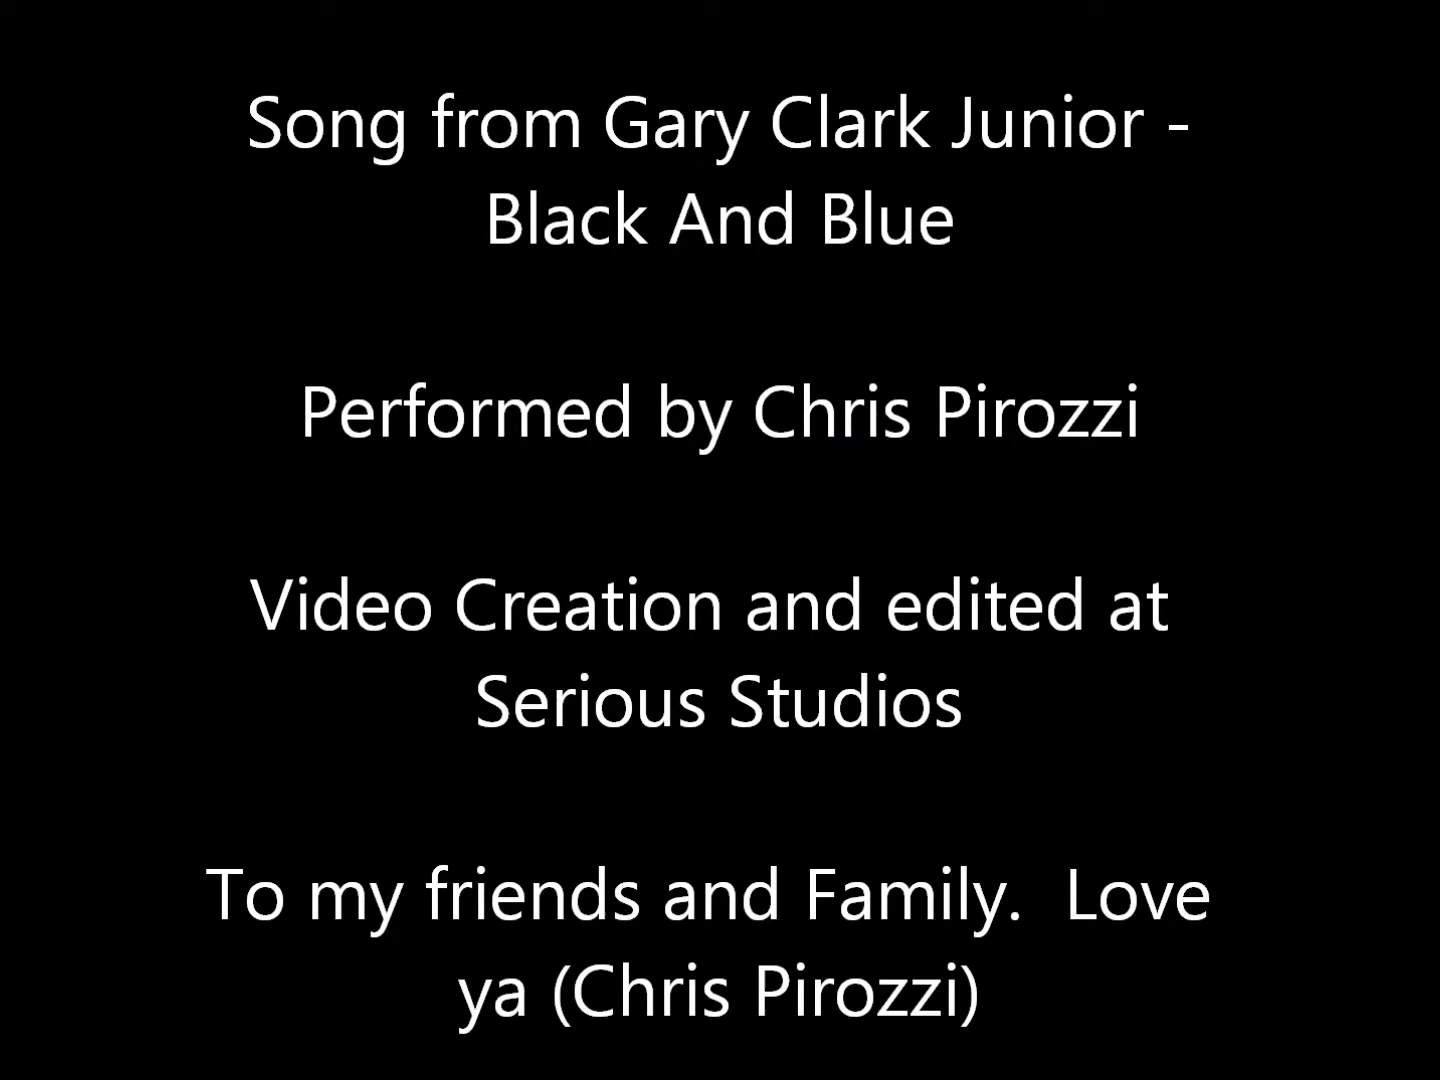 Song from Gary Clark Junior -
Black And Blue
Performed by Chris Pirozzi
Video Creation and edited at
Serious Studios
To my friends and Family.  Love
ya (Chris Pirozzi)